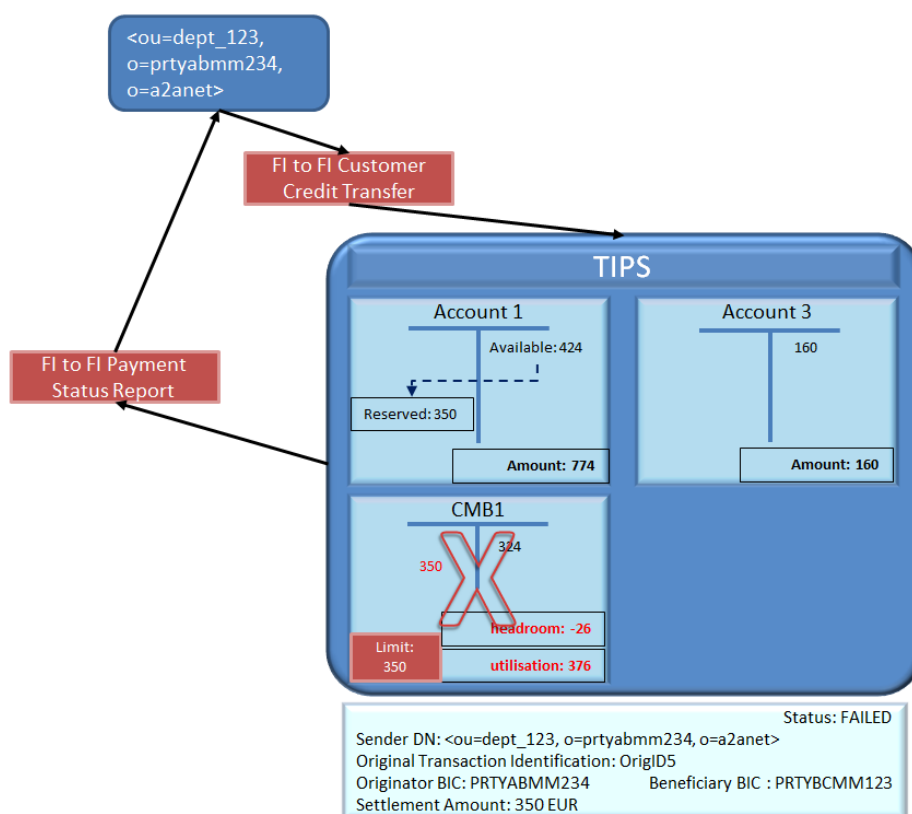 <ou=dept_123,
o=prtyabmm234,
o=a2anet>
FI to FI Customer
Credit Transfer
TIPS
Account 1
Available: 424
Reserved: 350
Amount: 774
Account 3
160
Amount: 160
FI to FI Payment
Status Report
CMB1
324
350
headroom: -26
Limit:
350
utilisation: 376
Status: FAILED
Sender DN: <ou=dept_123, o=prtyabmm234, o=a2anet>
Original Transaction Identification: OrigID5
Originator BIC: PRTYABMM234 Beneficiary BIC : PRTYBCMM123
Settlement Amount: 350 EUR